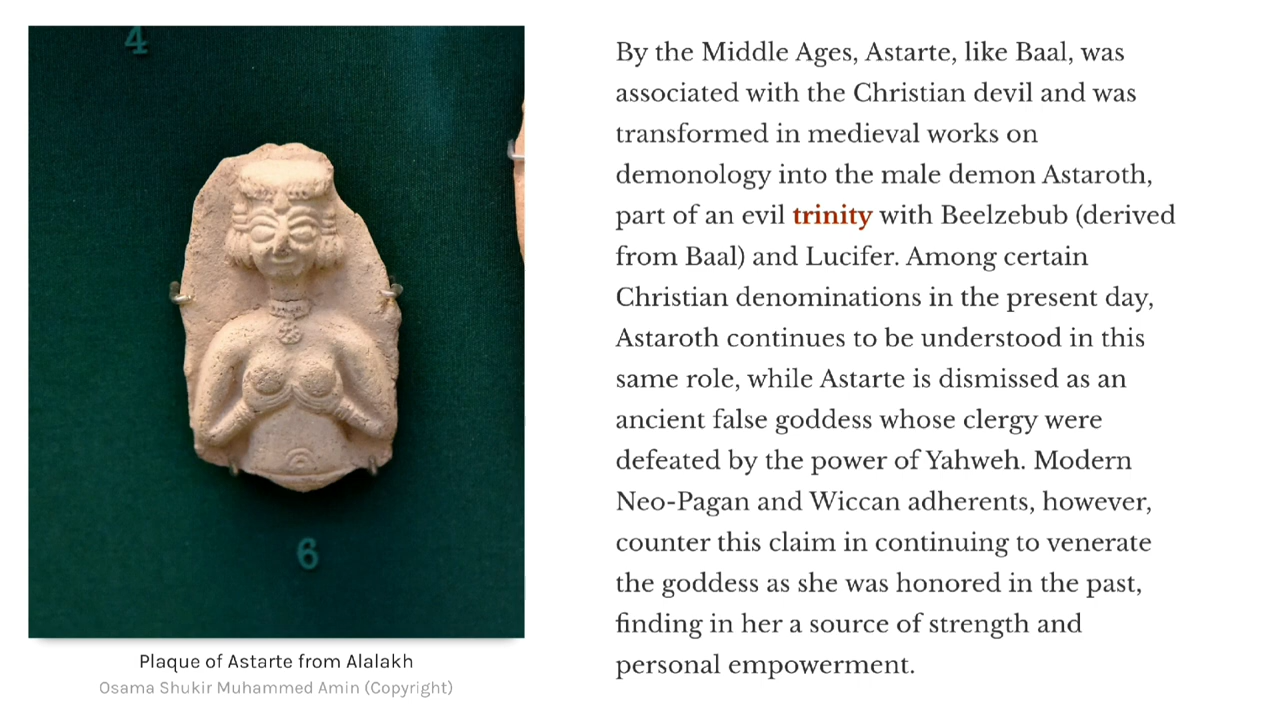 4
6
Plaque of Astarte from Alalakh
Osama Shukir Muhammed Amin (Copyright)
By the Middle Ages, Astarte, like Baal, was
associated with the Christian devil and was
transformed in medieval works on
demonology into the male demon Astaroth,
part of an evil trinity with Beelzebub (derived
from Baal) and Lucifer. Among certain
Christian denominations in the present day,
Astaroth continues to be understood in this
same role, while Astarte is dismissed as an
ancient false goddess whose clergy were
defeated by the power of Yahweh. Modern
Neo-Pagan and Wiccan adherents, however,
counter this claim in continuing to venerate
the goddess as she was honored in the past,
finding in her a source of strength and
personal empowerment.